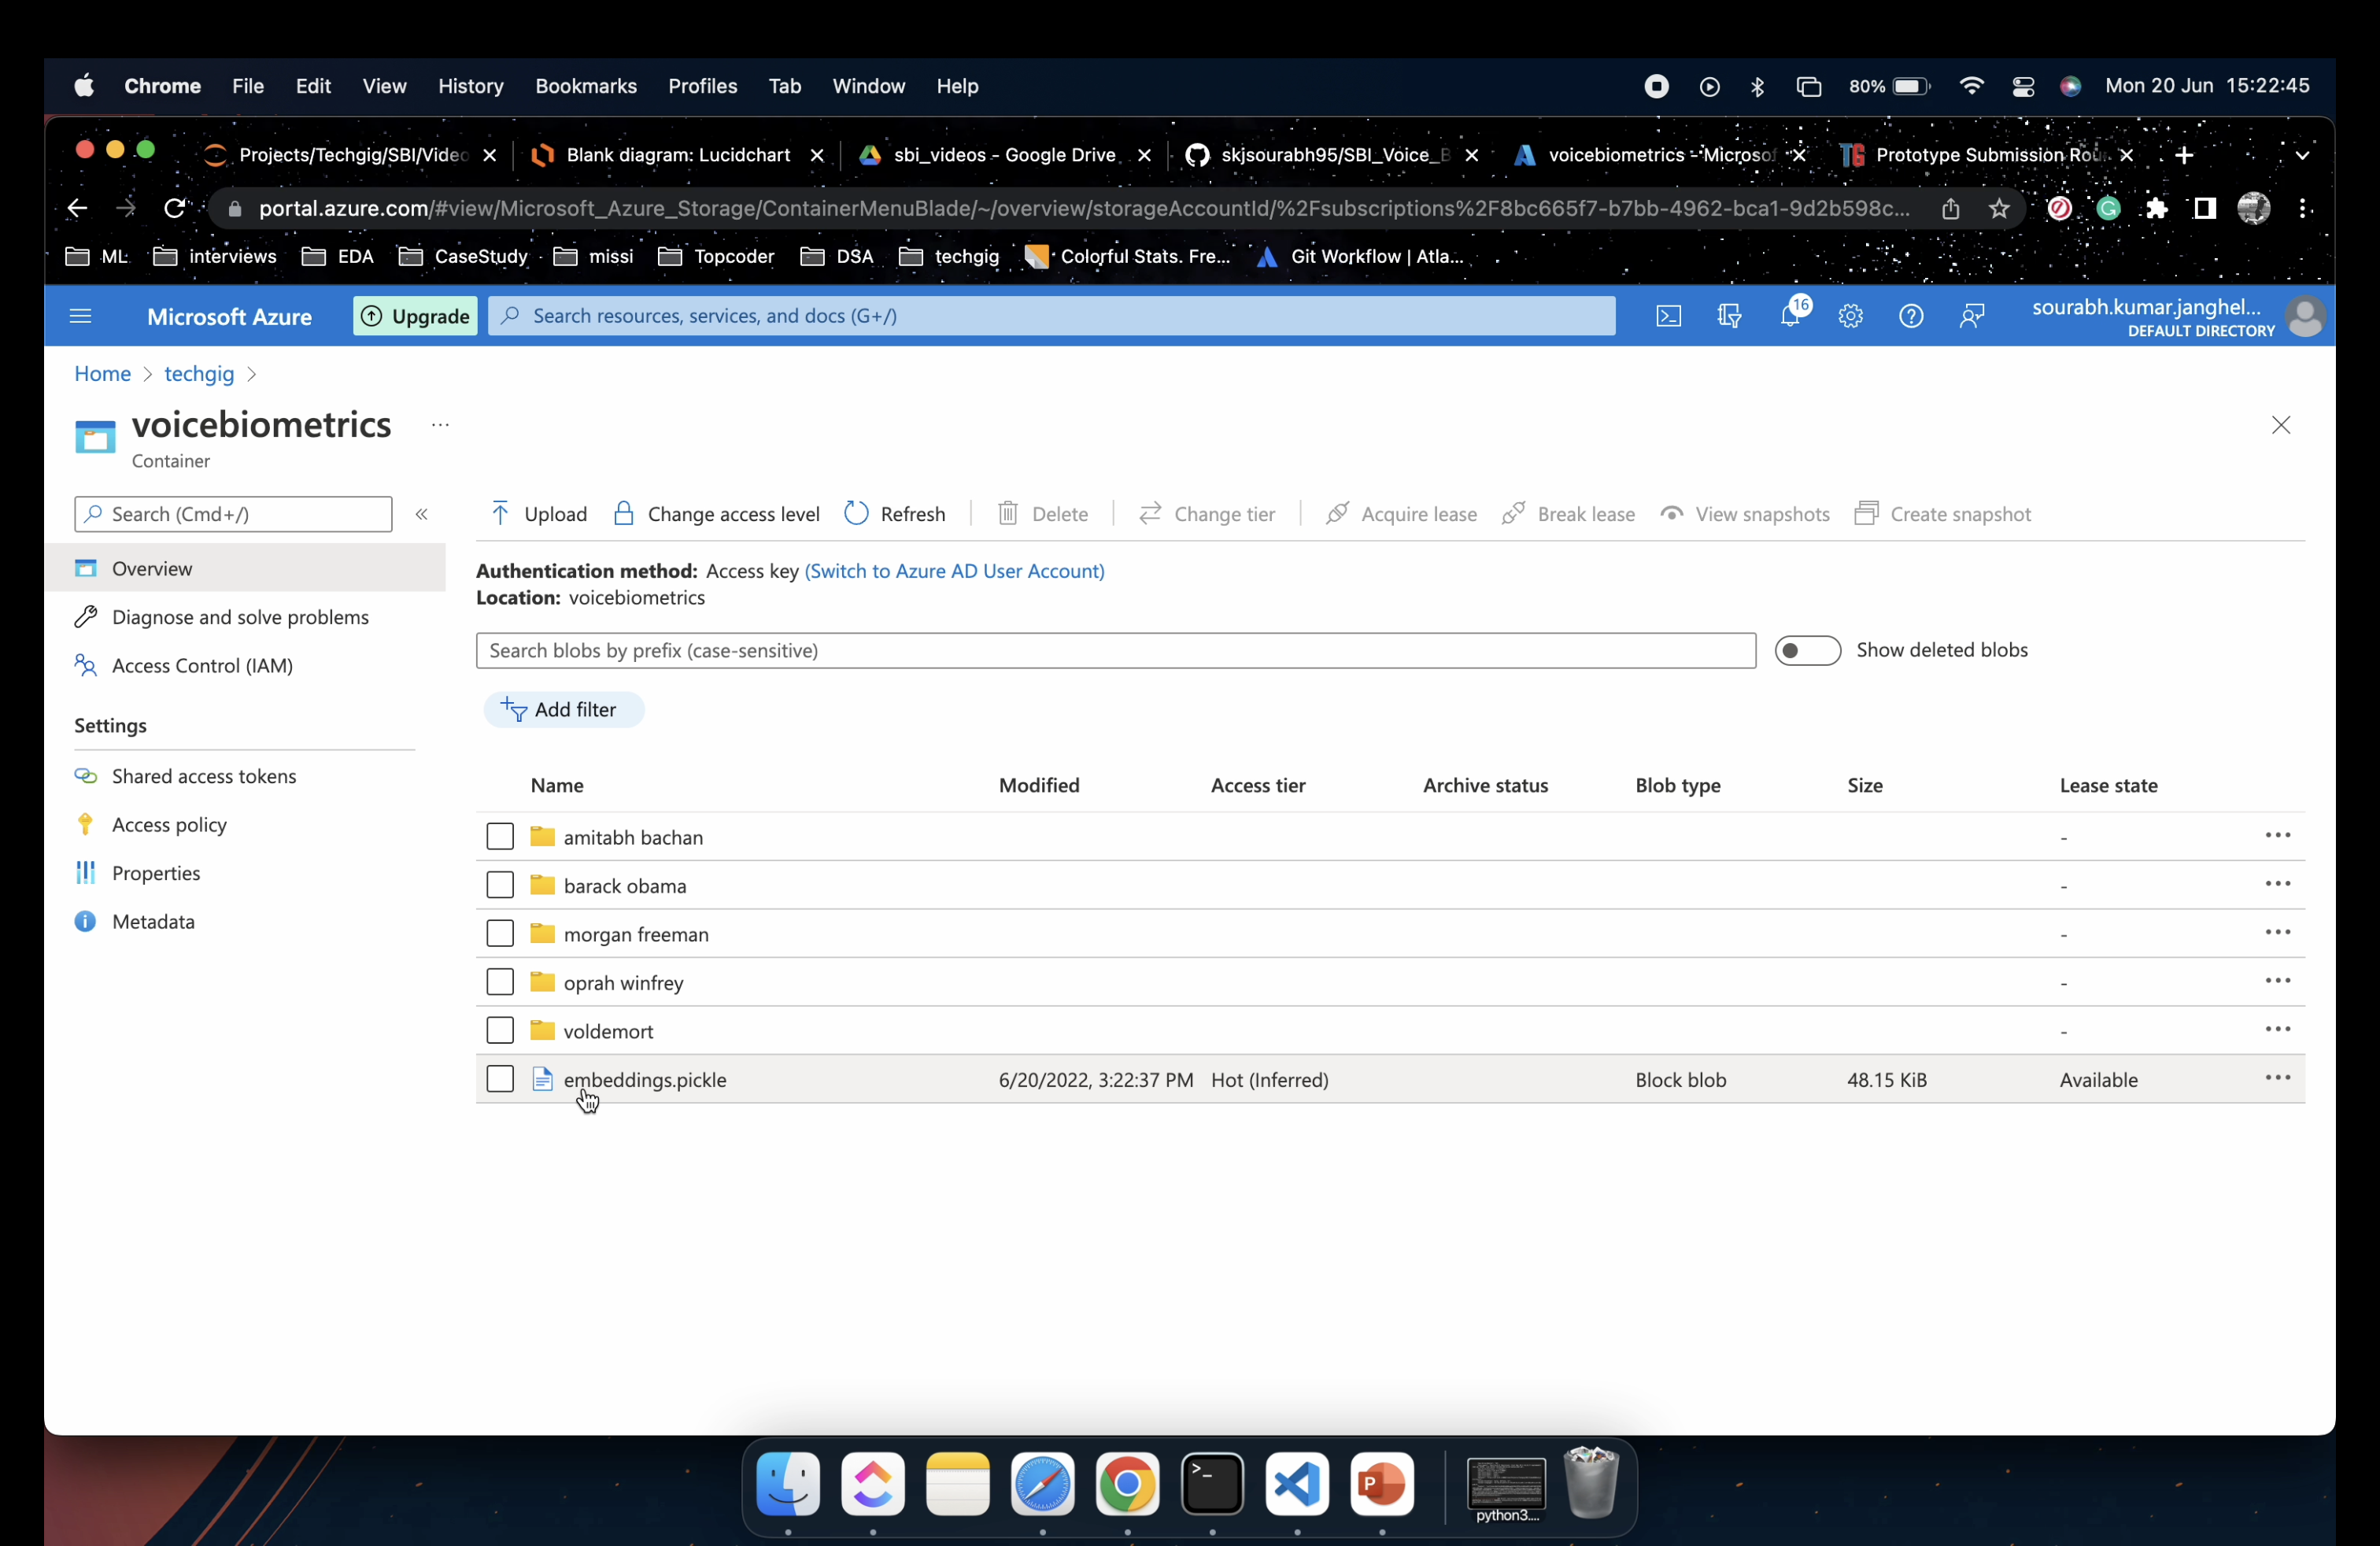 Chrome File Edit View History Bookmarks Profiles Tab Window Help 80% Mon 20 Jun 15:22:45
Projects/Techgig/SBI/Video Blank diagram: Lucidchart sbi_videos - Google Drive skjsourabh95/SBI_Voice_B voicebiometrics - Microsof Prototype Submission Rou
portal.azure.com/#view/Microsoft_Azure_Storage/ContainerMenuBlade/~/overview/storageAccountId/%2Fsubscriptions%2F8bc665f7-b7bb-4962-bca1-9d2b598c...
ML interviews EDA CaseStudy missi Topcoder DSA techgig Colorful Stats. Fre... Git Workflow | Atla...
Microsoft Azure Upgrade Search resources, services, and docs (G+/) 16 sourabh.kumar.janghel...
DEFAULT DIRECTORY
Home > techgig >
voicebiometrics ...
Container
Search (Cmd+/) «
Upload Change access level Refresh Delete Change tier Acquire lease Break lease View snapshots Create snapshot
Overview
Diagnose and solve problems
Access Control (IAM)
Settings
Shared access tokens
Access policy
Properties
Metadata
Authentication method: Access key (Switch to Azure AD User Account)
Location: voicebiometrics
Search blobs by prefix (case-sensitive) Show deleted blobs
Add filter
Name Modified Access tier Archive status Blob type Size Lease state
amitabh bachan - ...
barack obama - ...
morgan freeman - ...
oprah winfrey - ...
voldemort - ...
embeddings.pickle 6/20/2022, 3:22:37 PM Hot (Inferred) Block blob 48.15 KiB Available ...
python3....